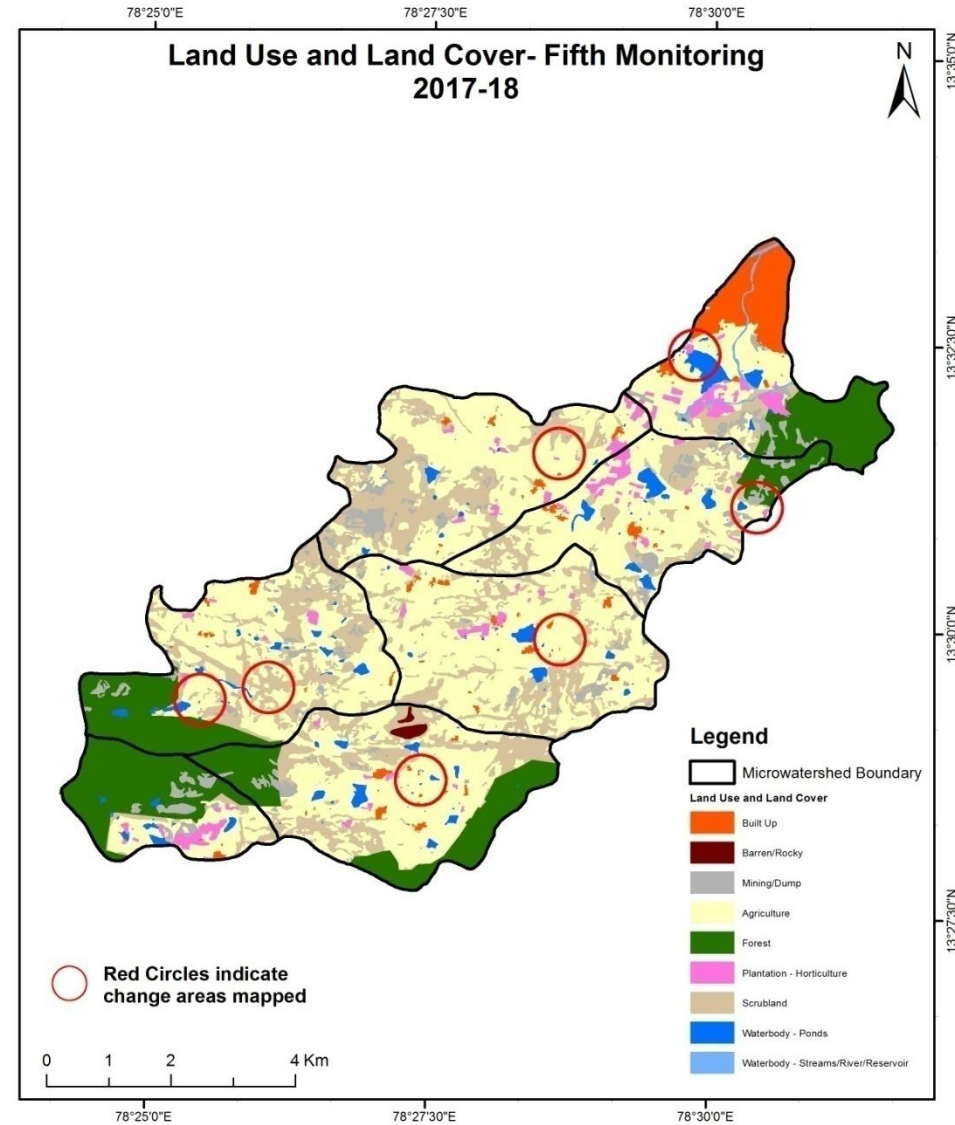 78°25'0"E
78°27'30"E
78°30'0"E
Land Use and Land Cover- Fifth Monitoring
2017-18
N
13°35'0"N
13°32'30"N
13°30'0"N
13°27'30"N
Legend
Microwatershed Boundary
Land Use and Land Cover
Built Up
Barren/Rocky
Mining/Dump
Agriculture
Forest
Plantation - Horticulture
Scrubland
Waterbody - Ponds
Waterbody - Streams/River/Reservoir
Red Circles indicate
change areas mapped
0 1 2 4 Km
78°25'0"E
78°27'30"E
78°30'0"E